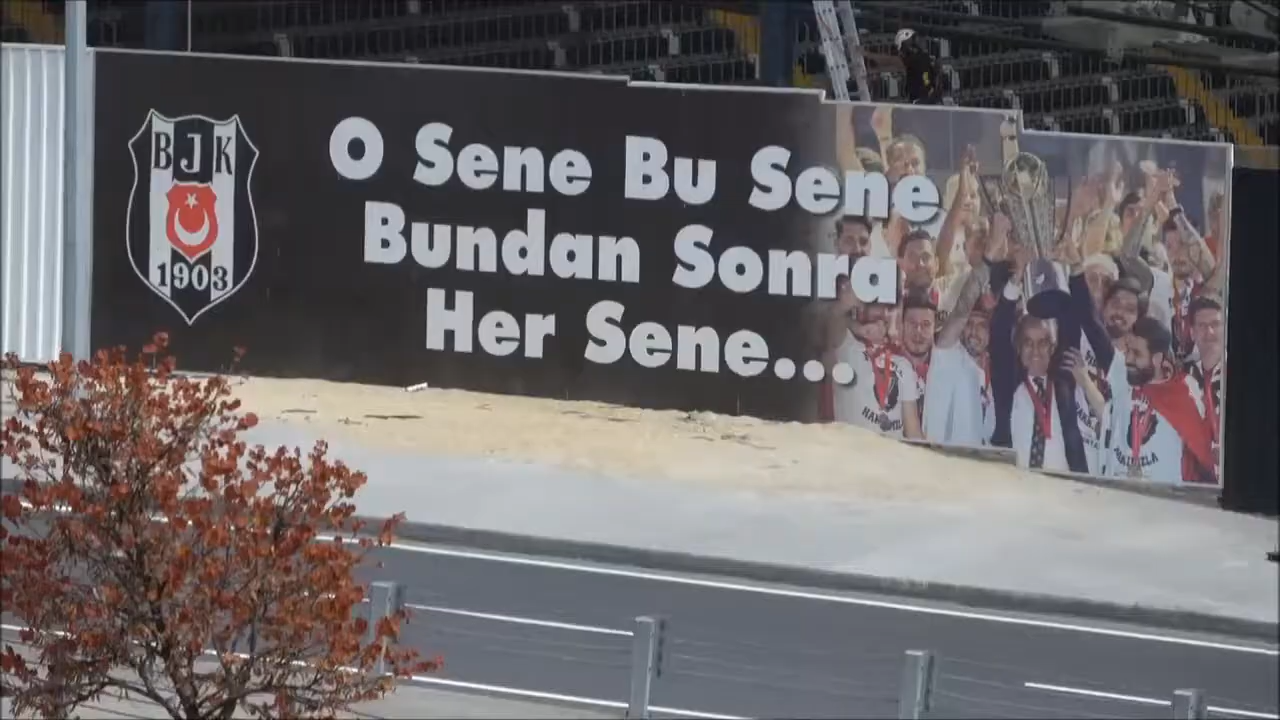 BJK
1903
O Sene Bu Sene
Bundan Sonra
Her Sene...